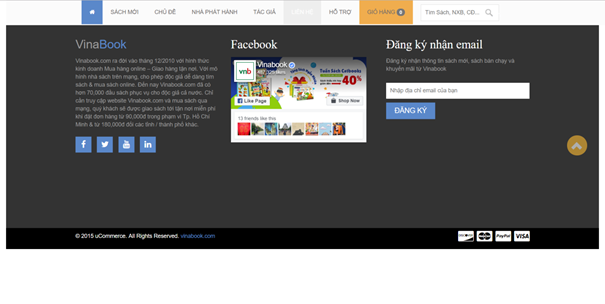 SÁCH MỚI CHỦ ĐỀ NHÀ PHÁT HÀNH TÁC GIẢ LIÊN HỆ HỖ TRỢ GIỎ HÀNG 0 Tìm Sách, NXB, CĐ...
VinaBook
Vinabook.com ra đời vào tháng 12/2015 với hình thức
kinh doanh Mua hàng online – Giao hàng tận nơi. Với mô
hình nhà sách trên mạng, cho phép độc giả dễ dàng tìm
sách & mua sách online. Đến nay Vinabook.com đã có
hơn 70,000 đầu sách phục vụ cho độc giả cả nước. Chỉ
cần truy cập website Vinabook.com và mua sách qua
mạng, quý khách sẽ được giao sách tới tận nơi miễn phí
khi đặt đơn hàng từ 90,000đ trong phạm vi Tp. Hồ Chí
Minh & từ 180,000đ đối các tỉnh / thành phố khác.
Facebook
vnb
Vinabook
Tuần Sách Catbooks
40%
Like Page
Shop Now
13 friends like this
Đăng ký nhận email
Đăng ký nhận thông tin sách mới, sách bán chạy và
khuyến mãi từ Vinabook
Nhập địa chỉ email của bạn
ĐĂNG KÝ
© 2015 uCommerce. All Rights Reserved. vinabook.com
PayPal
VISA